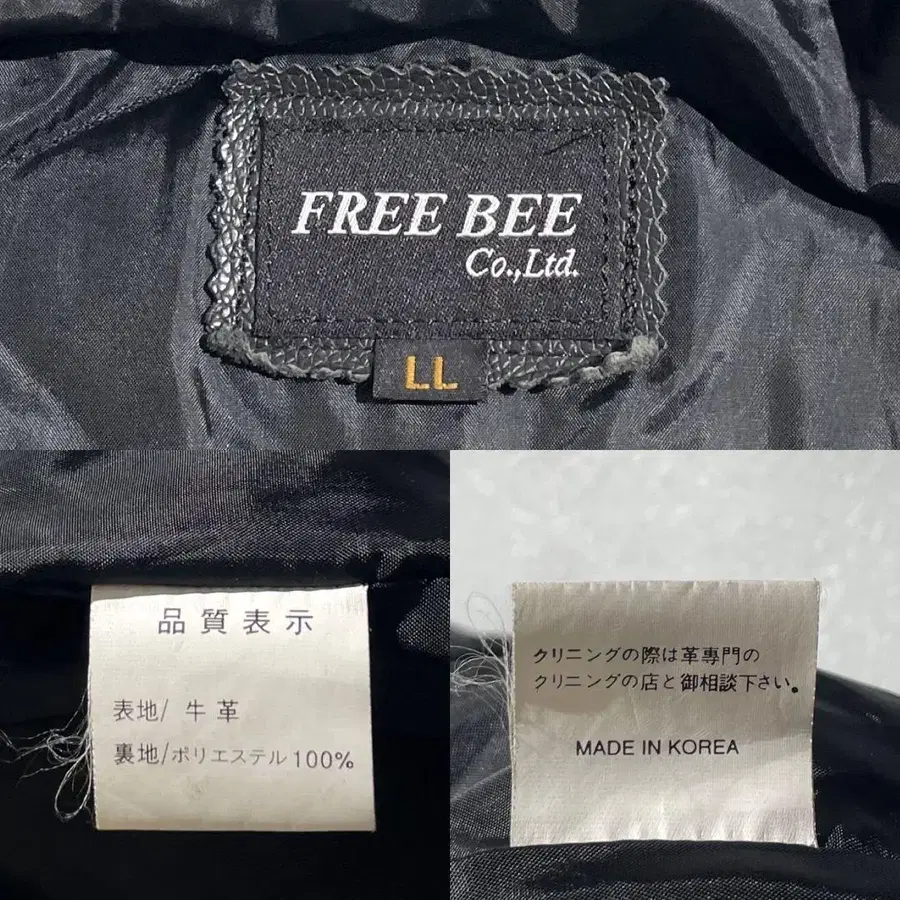 FREE BEE
Co.,Ltd.
LL
品質表示
表地/ 牛革
裏地/ポリエステル100%
クリニングの際は革專門の
クリニングの店と御相談下さい。
MADE IN KOREA